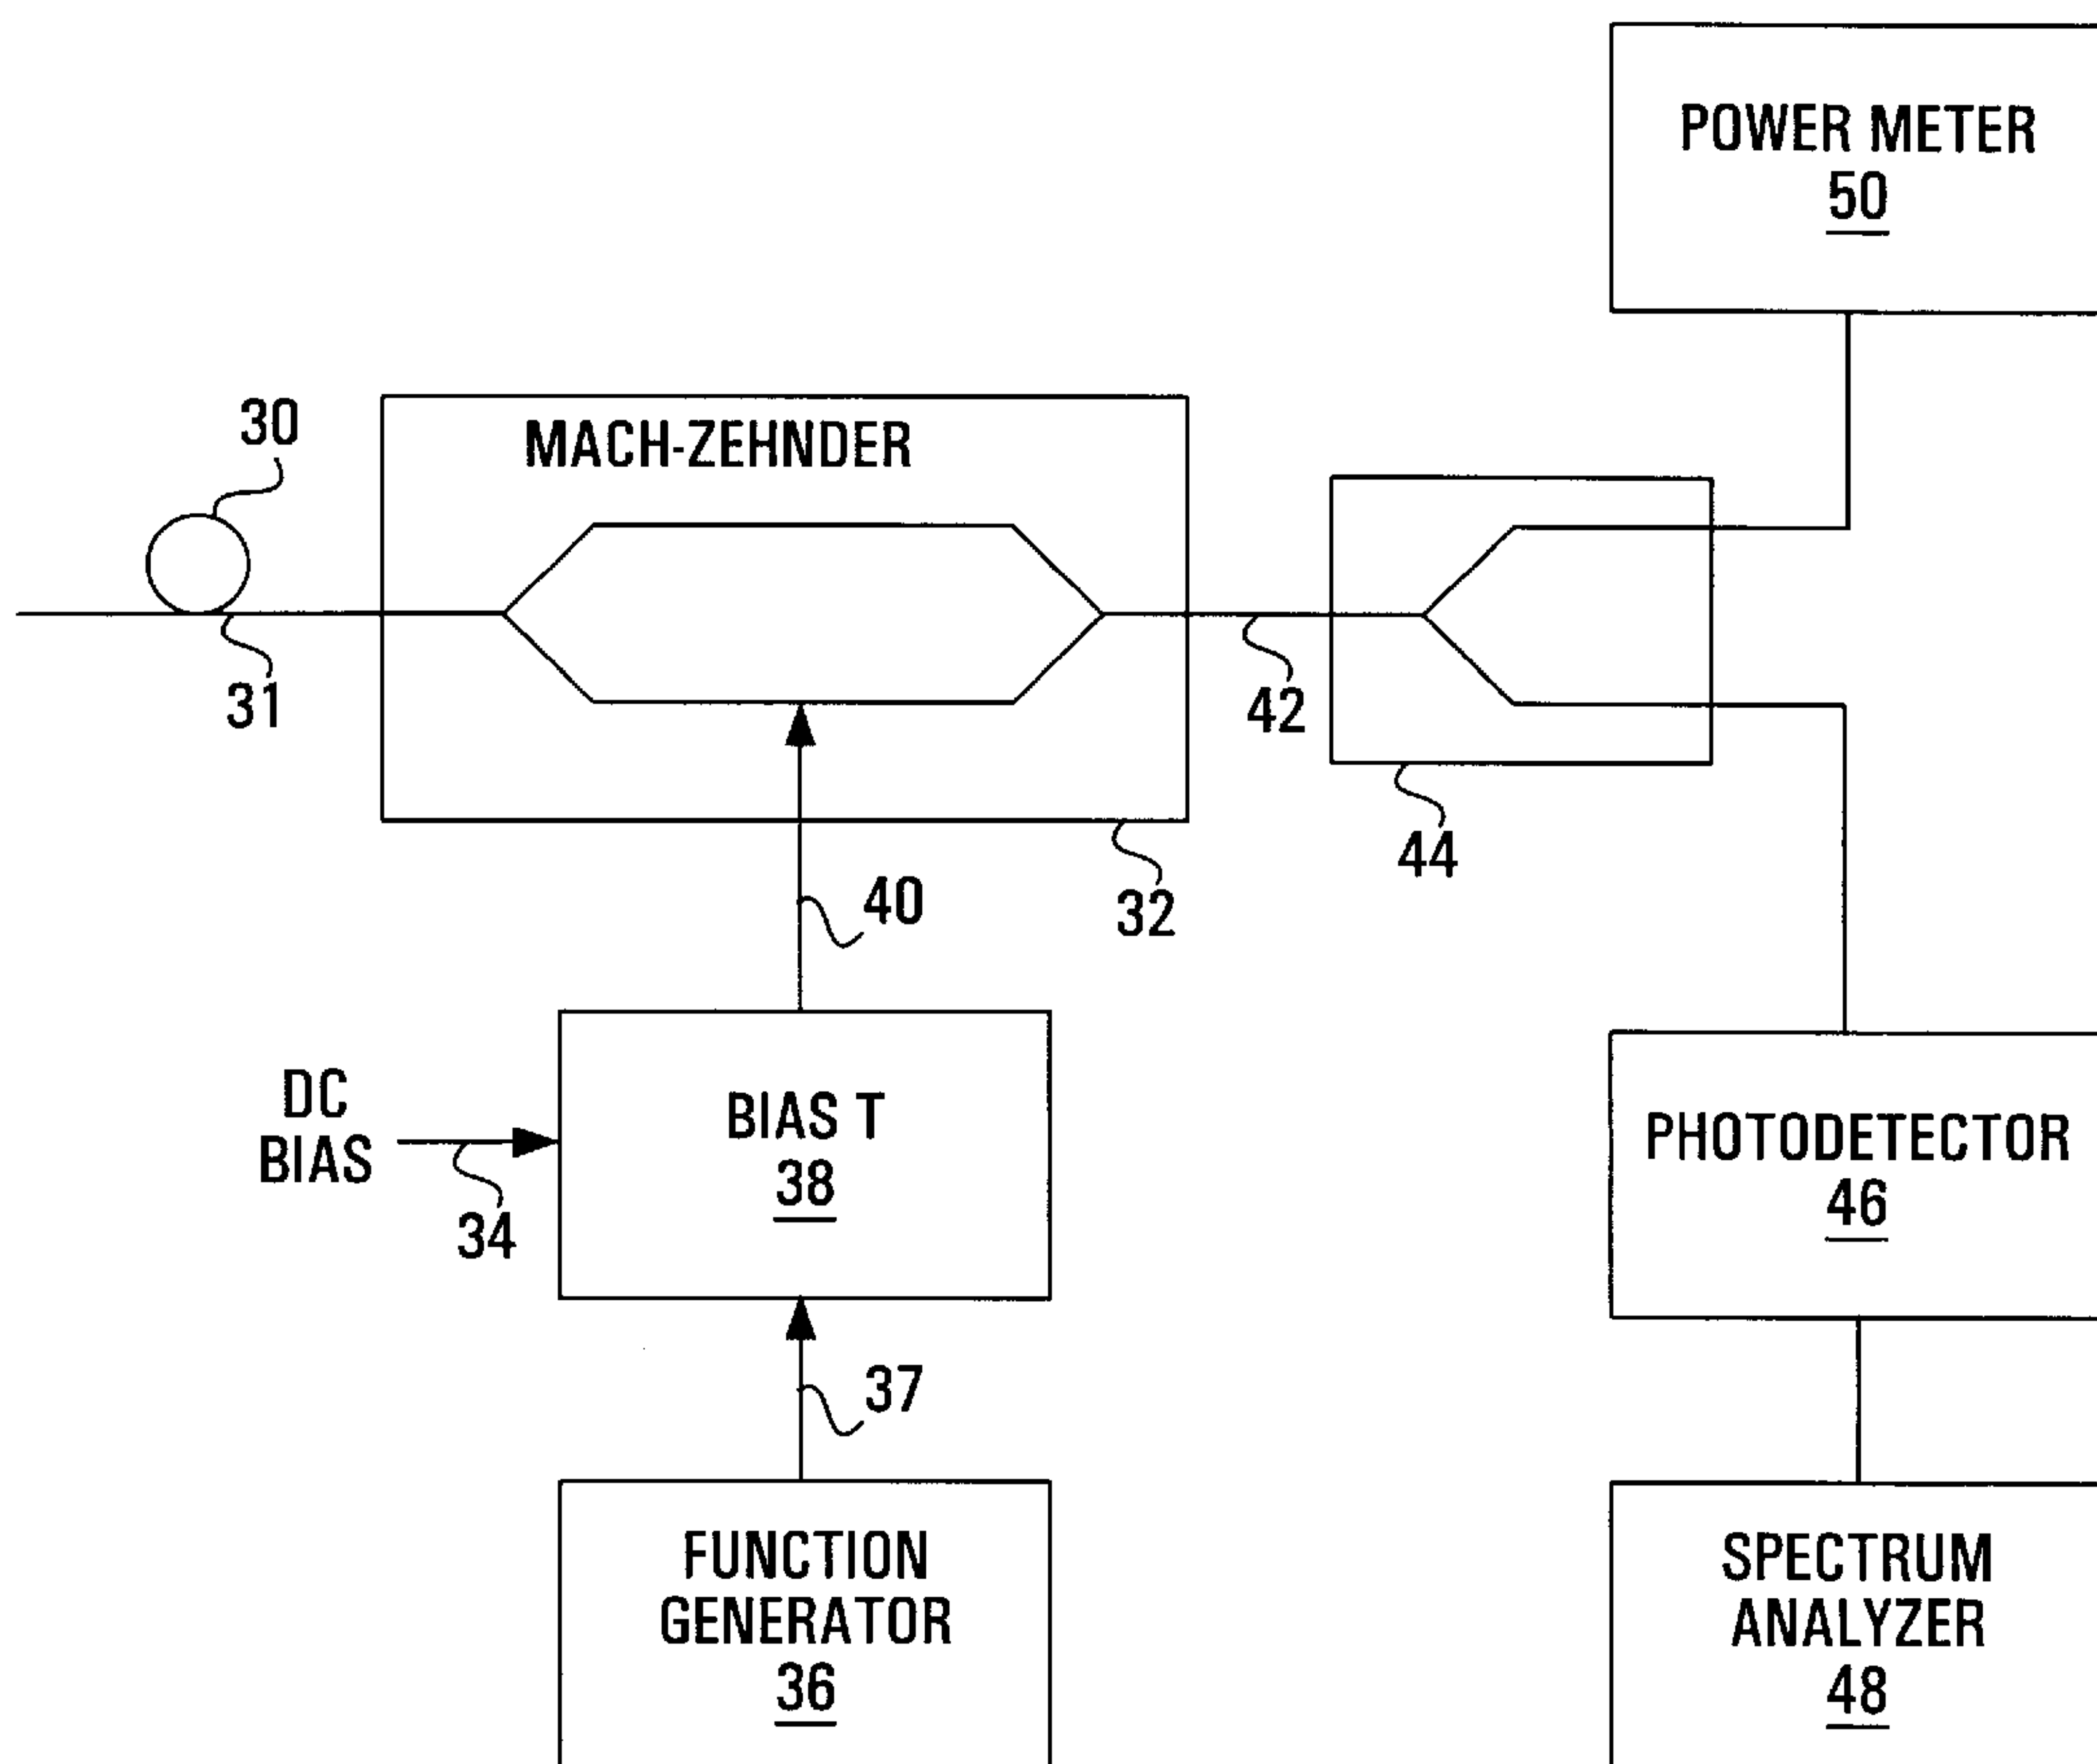 POWER METER
50
30
MACH-ZEHNDER
31
42
44
32
40
DC
BIAS
34
BIAS T
38
PHOTODETECTOR
46
37
FUNCTION
GENERATOR
36
SPECTRUM
ANALYZER
48